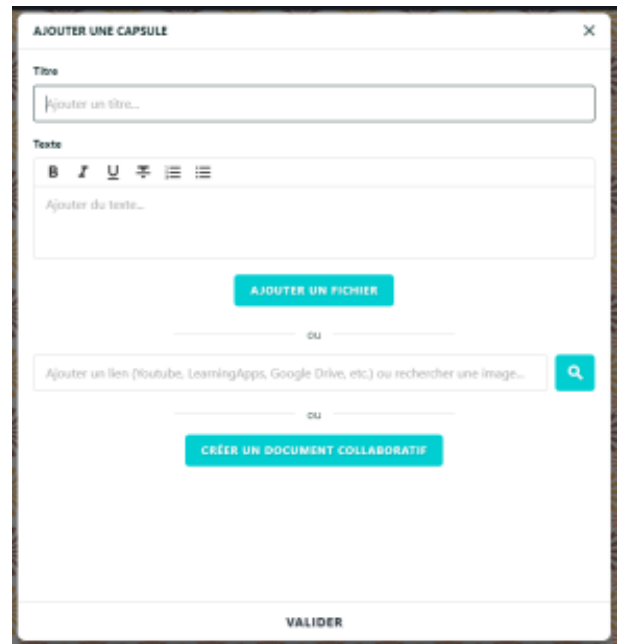 AJOUTER UNE CAPSULE
Titre
Ajouter un titre...
Texte
B I U
Ajouter du texte...
AJOUTER UN FICHIER
ou
Ajouter un lien (Youtube, LearningApps, Google Drive, etc.) ou rechercher une image...
ou
CRÉER UN DOCUMENT COLLABORATIF
VALIDER